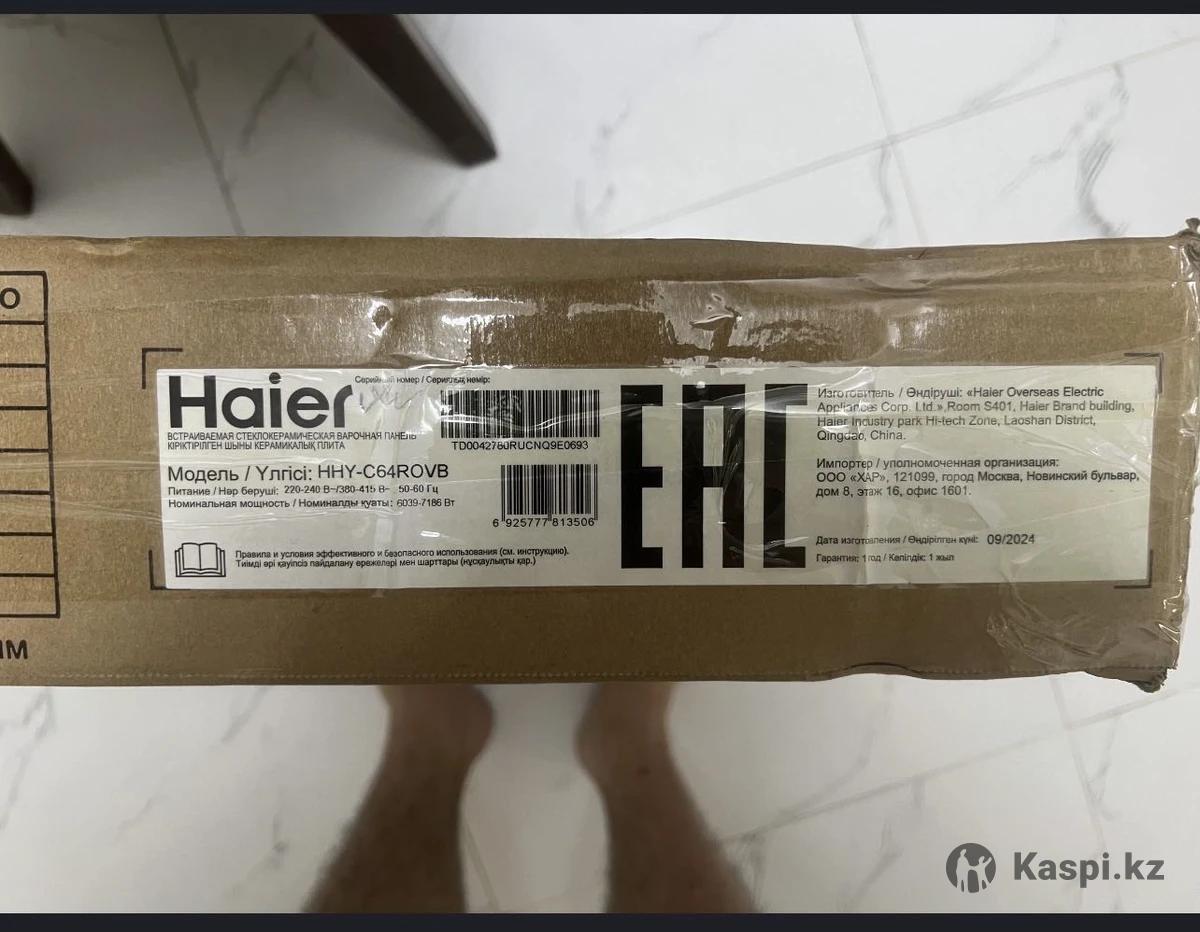 О
ІМ
Haier
Серийный номер / Сериялық нөмір:
TD0042780RUCNQ9E0693
ВСТРАИВАЕМАЯ СТЕКЛОКЕРАМИЧЕСКАЯ ВАРОЧНАЯ ПАНЕЛЬ
КІРІКТІРІЛГЕН ШЫНЫ КЕРАМИКАЛЫҚ ПЛИТА
Модель / Үлгісі: HHY-C64ROVB
Питание / Нәр беруші: 220-240 В~/380-415 В~ 50-60 Гц
Номинальная мощность / Номиналды қуаты: 6039-7186 Вт
6 925777 813506
Правила и условия эффективного и безопасного использования (см. инструкцию).
Тиімді әрі қауіпсіз пайдалану ережелері мен шарттары (нұсқаулықты қар.)
EAC
Изготовитель / Өндіруші: «Haier Overseas Electric
Appliances Corp. Ltd.» Room S401, Haier Brand building,
Haier Industry park Hi-tech Zone, Laoshan District,
Qingdao, China.
Импортер / уполномоченная организация:
ООО «ХАР», 121099, город Москва, Новинский бульвар,
дом 8, этаж 16, офис 1601.
Дата изготовления / Өндірілген күні: 09/2024
Гарантия: 1 год / Кепілдік: 1 жыл
Kaspi.kz